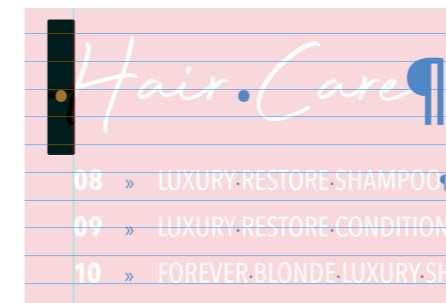 Hair Care
08 » LUXURY RESTORE SHAMPOO
09 » LUXURY RESTORE CONDITION
10 » FOREVER BLONDE LUXURY SH